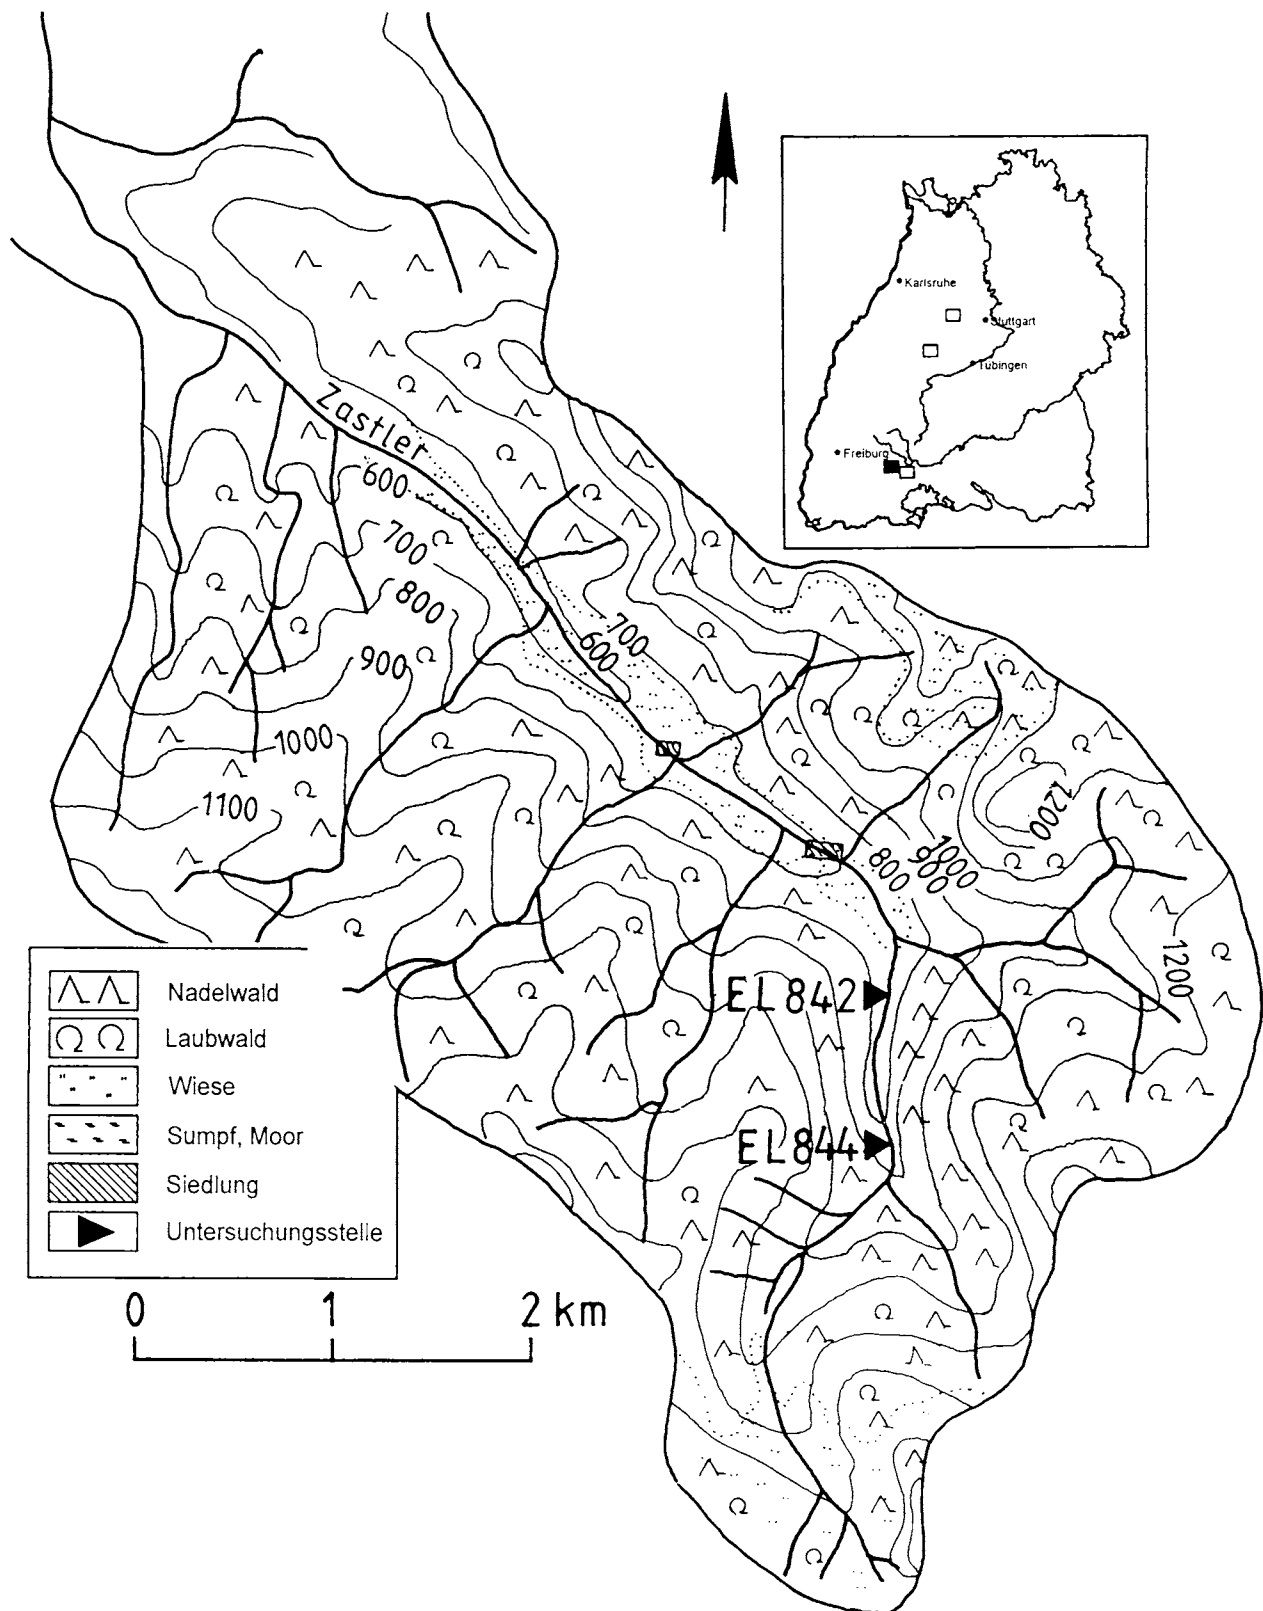 Karlsruhe
Stuttgart
Tübingen
Freiburg
Zastler
600
700
800
900
1000
1100
700
600
1200
1000
900
800
1200
EL 842
EL 844
Nadelwald
Laubwald
Wiese
Sumpf, Moor
Siedlung
Untersuchungsstelle
0 1 2 km